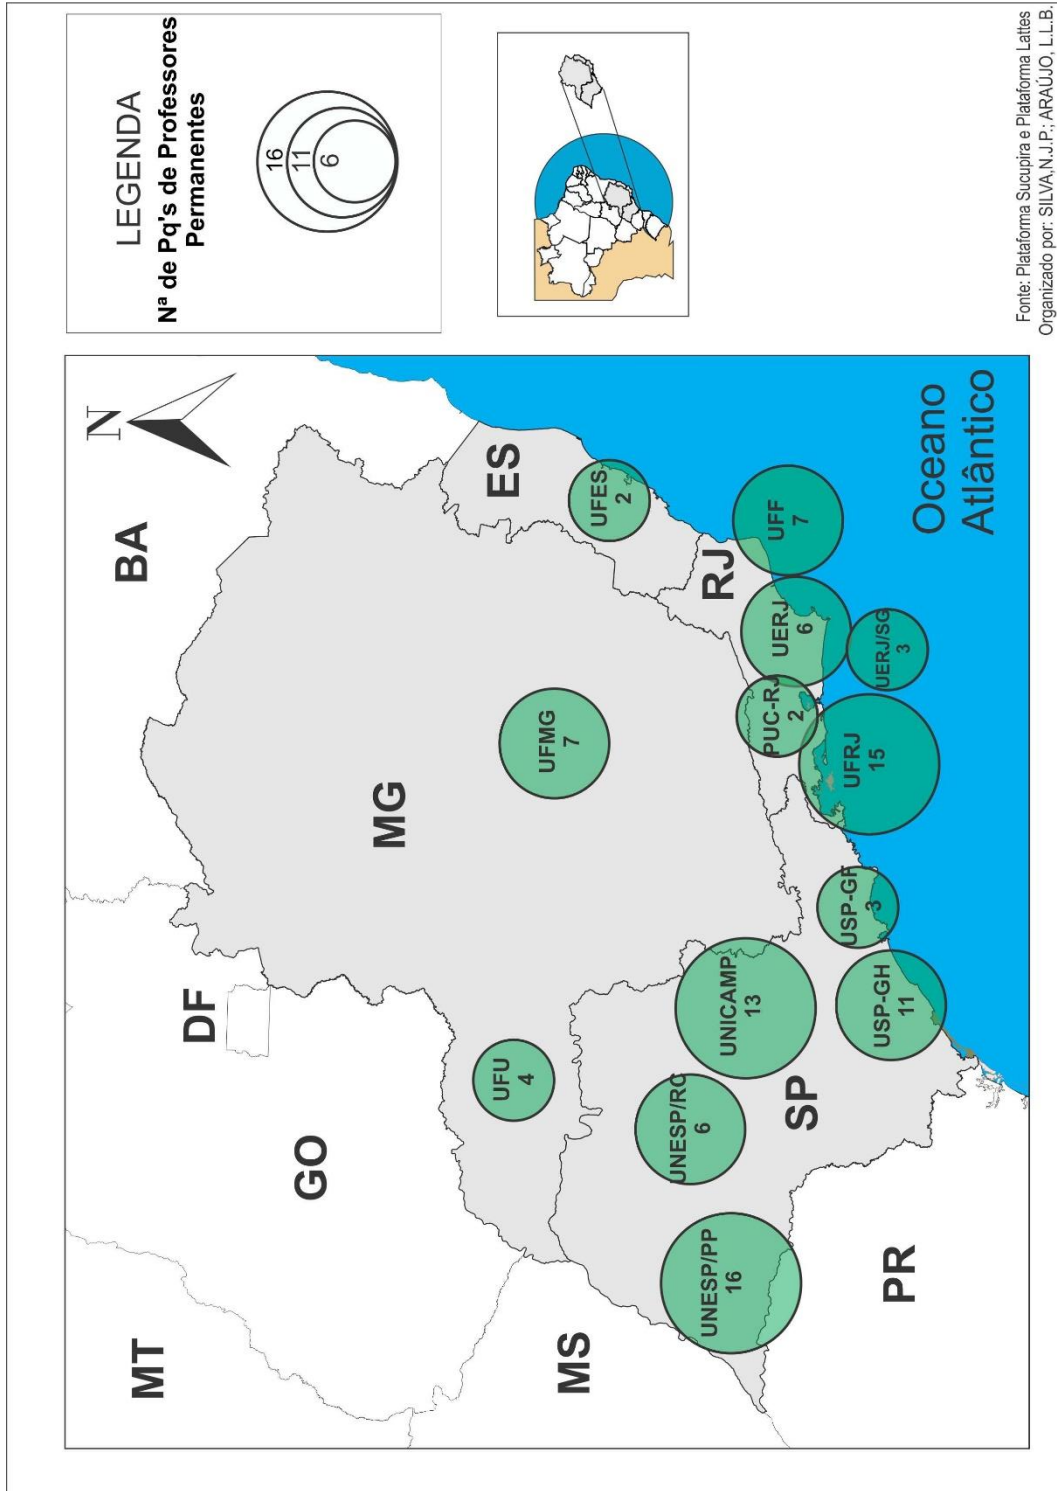 N
BA
MT
DF
GO
MG
ES
UFES
2
UFMG
7
UFU
4
MS
RJ
UFF
7
UERJ
6
PUC-RJ
2
UERJ/SG
3
UFRJ
15
UNICAMP
13
UNESP/RC
6
UNESP/PP
16
SP
USP-GF
3
USP-GH
11
PR
Oceano
Atlântico
LEGENDA
Nª de Pq's de Professores
Permanentes
16
11
6
Fonte: Plataforma Sucupira e Plataforma Lattes
Organizado por: SILVA,N.J.P.; ARAÚJO, L.L.B.